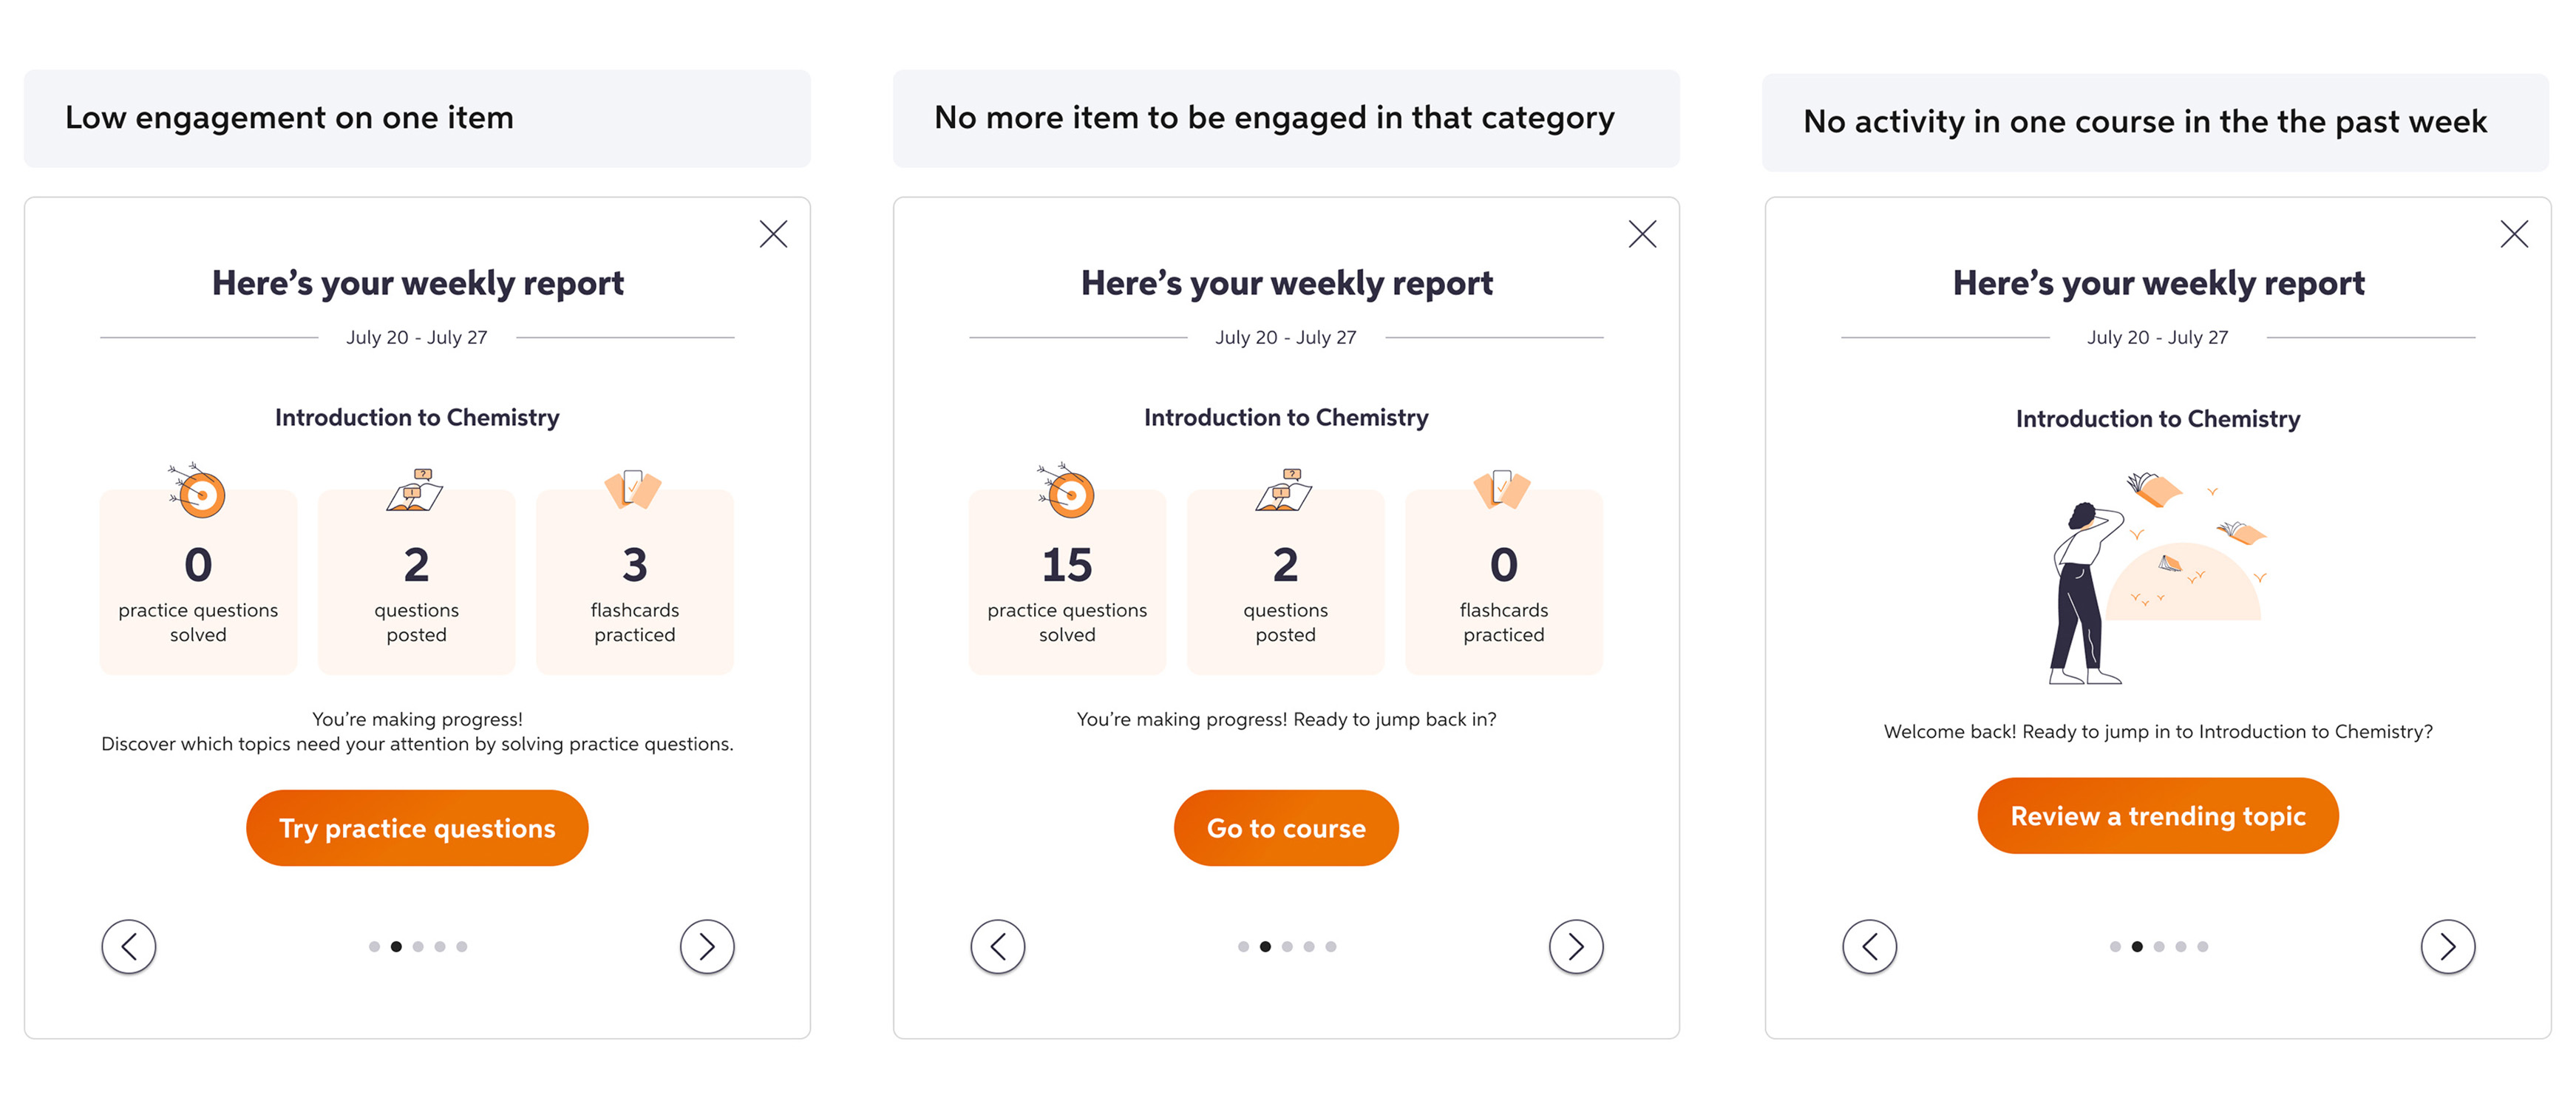 Low engagement on one item
Here's your weekly report
July 20 - July 27
Introduction to Chemistry
?
!
0
practice questions
solved
2
questions
posted
3
flashcards
practiced
You're making progress!
Discover which topics need your attention by solving practice questions.
Try practice questions
No more item to be engaged in that category
Here's your weekly report
July 20 - July 27
Introduction to Chemistry
?
!
15
practice questions
solved
2
questions
posted
0
flashcards
practiced
You're making progress! Ready to jump back in?
Go to course
No activity in one course in the the past week
Here's your weekly report
July 20 - July 27
Introduction to Chemistry
Welcome back! Ready to jump in to Introduction to Chemistry?
Review a trending topic